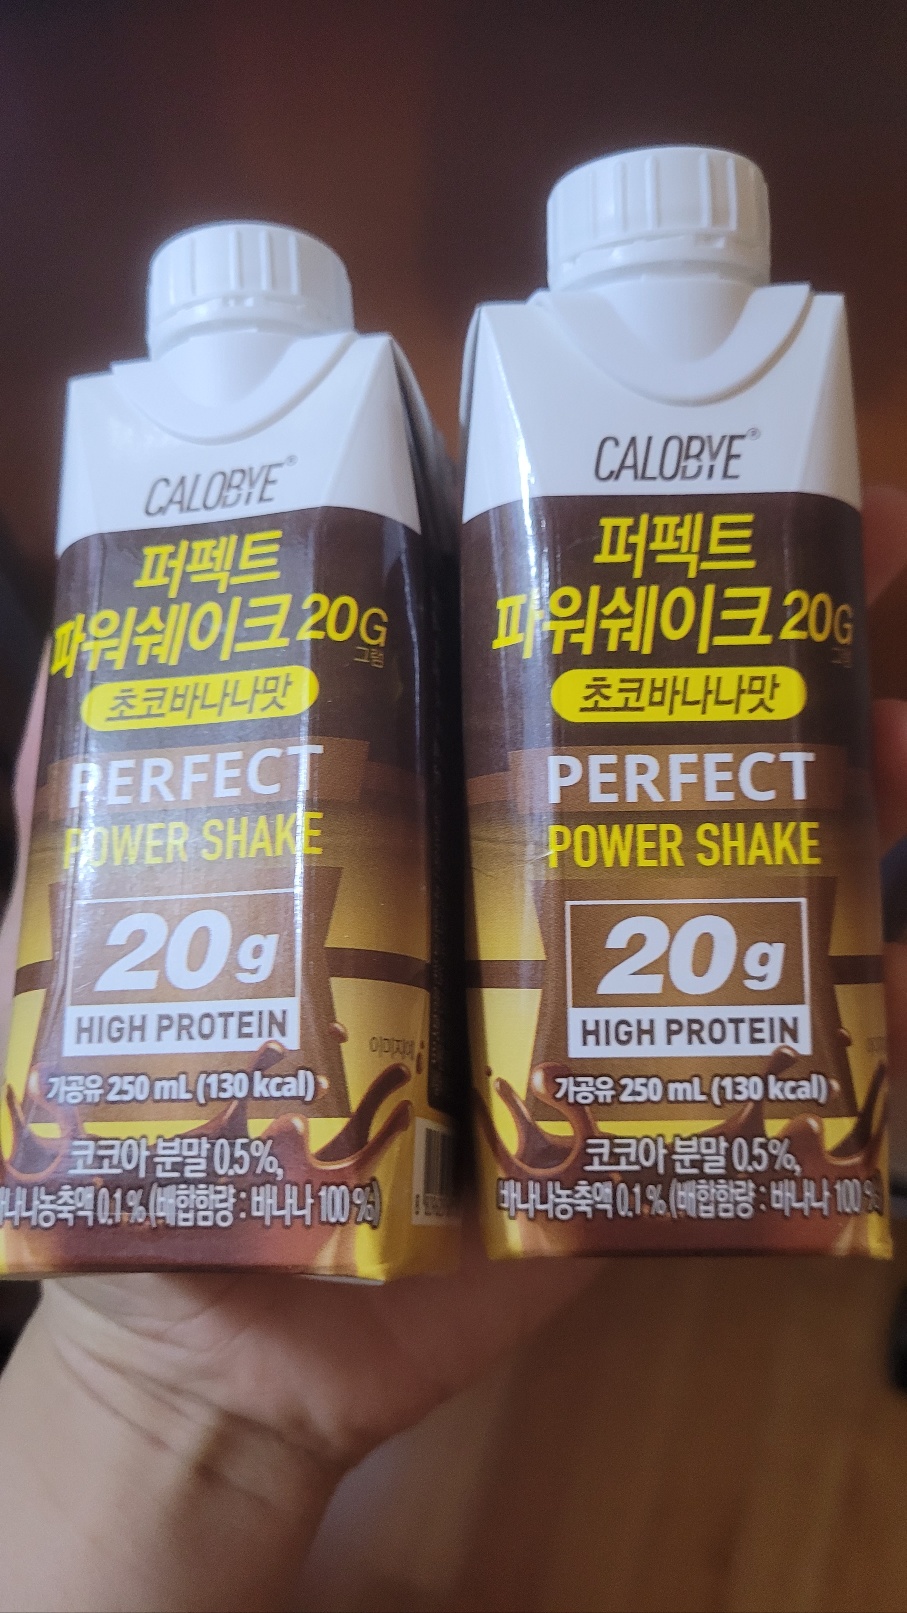 CALOBYE®
퍼펙트
파워쉐이크 20G
그램
초코바나나맛
PERFECT
POWER SHAKE
20g
HIGH PROTEIN
이미지예
가공유 250 mL (130 kcal)
코코아 분말 0.5%,
바나나농축액 0.1% (배합함량 : 바나나 100%)
CALOBYE®
퍼펙트
파워쉐이크 20G
그램
초코바나나맛
PERFECT
POWER SHAKE
20g
HIGH PROTEIN
가공유 250 mL (130 kcal)
코코아 분말 0.5%,
바나나농축액 0.1% (배합함량 : 바나나 100%)